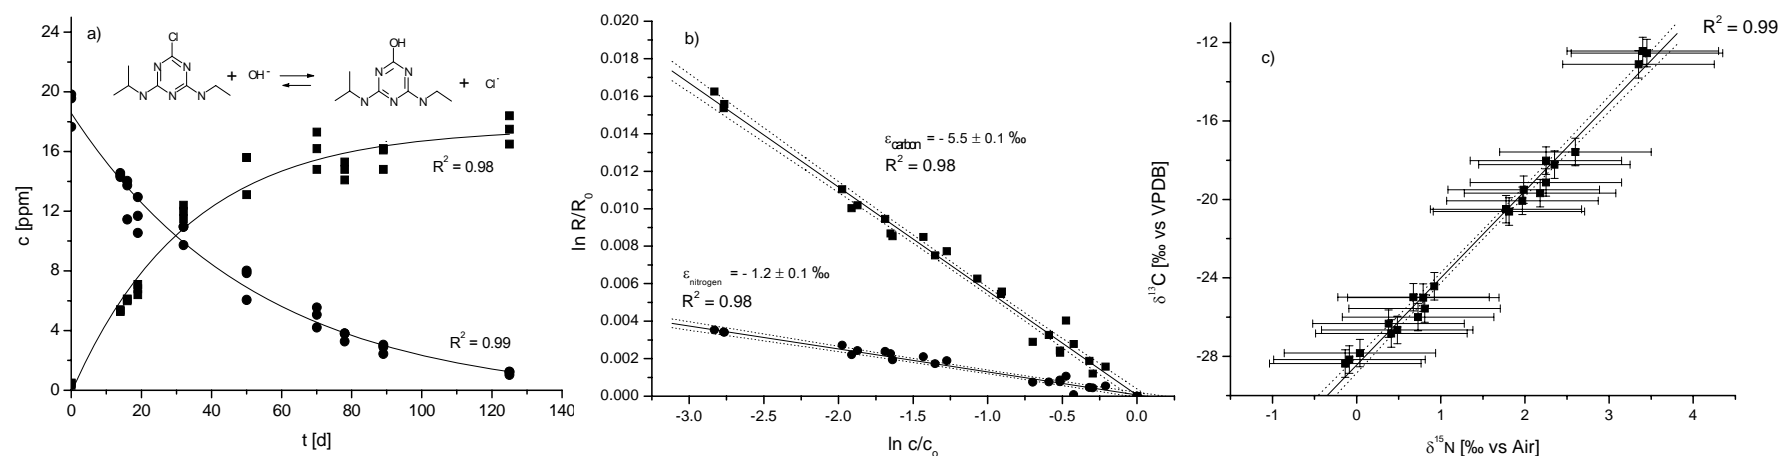 a)
24
20
16
12
8
4
0
c [ppm]
0 20 40 60 80 100 120 140
t [d]
Cl
N N
N N N
+ OH⁻
OH
N N
N N N
+ Cl⁻
R² = 0.98
R² = 0.99
b)
0.020
0.018
0.016
0.014
0.012
0.010
0.008
0.006
0.004
0.002
0.000
ln R/R₀
εcarbon = - 5.5 ± 0.1 ‰
R² = 0.98
εnitrogen = - 1.2 ± 0.1 ‰
R² = 0.98
-3.0 -2.5 -2.0 -1.5 -1.0 -0.5 0.0
ln c/cₒ
c)
R² = 0.99
-12
-16
-20
-24
-28
δ¹³C [‰ vs VPDB]
-1 0 1 2 3 4
δ¹⁵N [‰ vs Air]